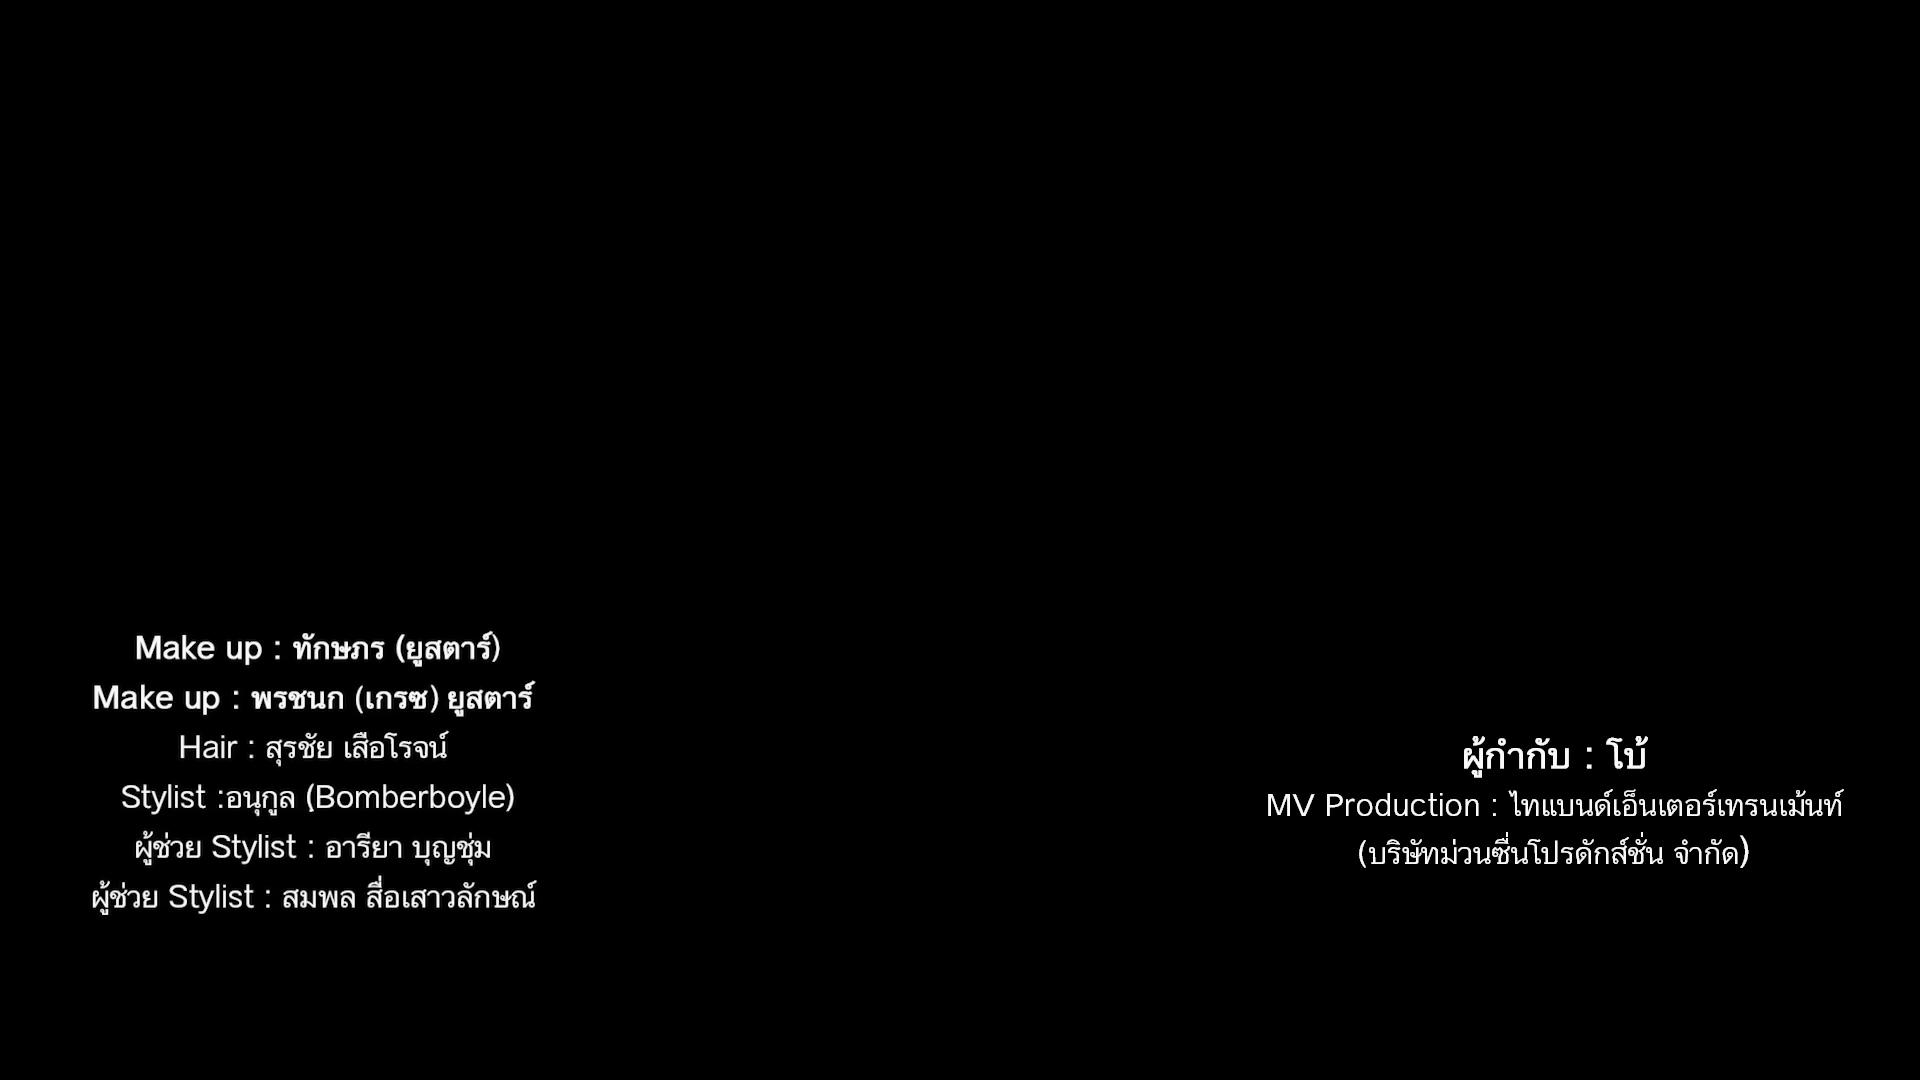 Make up : ทักษภร (ยูสตาร์)
Make up : พรชนก (เกรซ) ยูสตาร์
Hair : สุรชัย เสือโรจน์
Stylist :อนุกูล (Bomberboyle)
ผู้ช่วย Stylist : อารียา บุญชุ่ม
ผู้ช่วย Stylist : สมพล สื่อเสาวลักษณ์
ผู้กำกับ : โบ้
MV Production : ไทแบนด์เอ็นเตอร์เทรนเม้นท์
(บริษัทม่วนซื่นโปรดักส์ชั่น จำกัด)